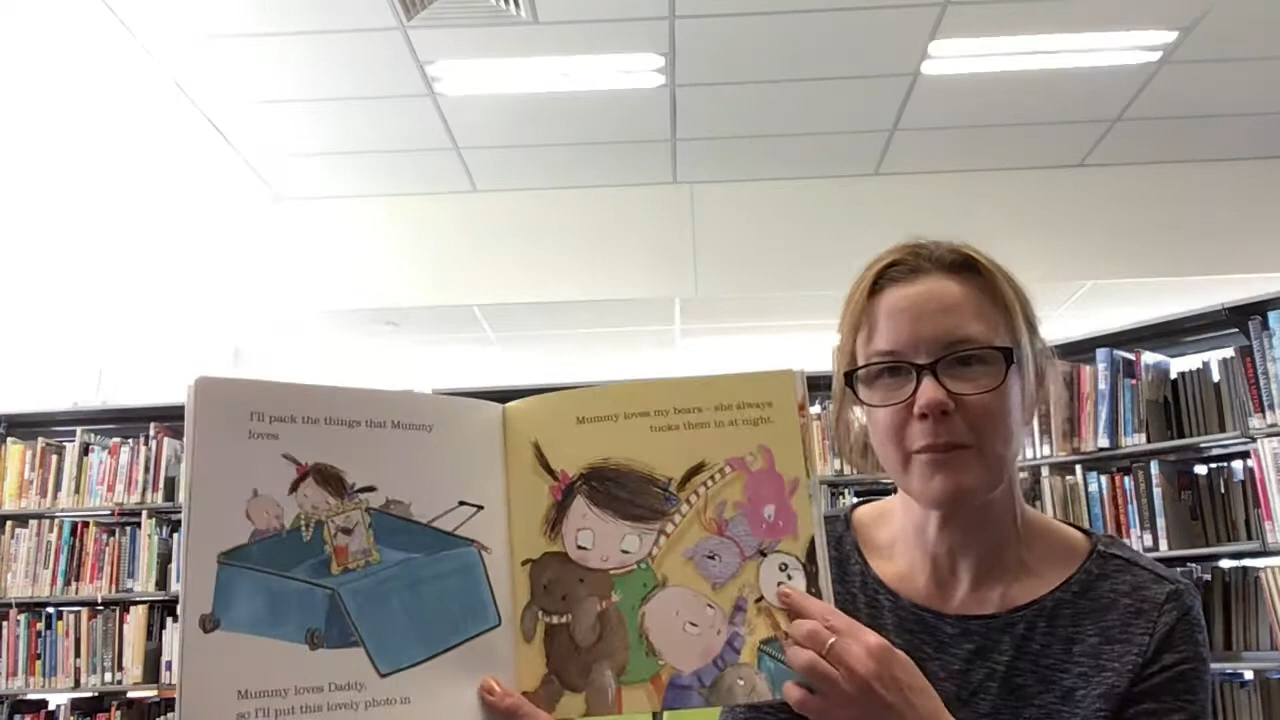 I'll pack the things that Mummy
loves.
Mummy loves Daddy,
so I'll put this lovely photo in
Mummy loves my bears – she always
tucks them in at night.